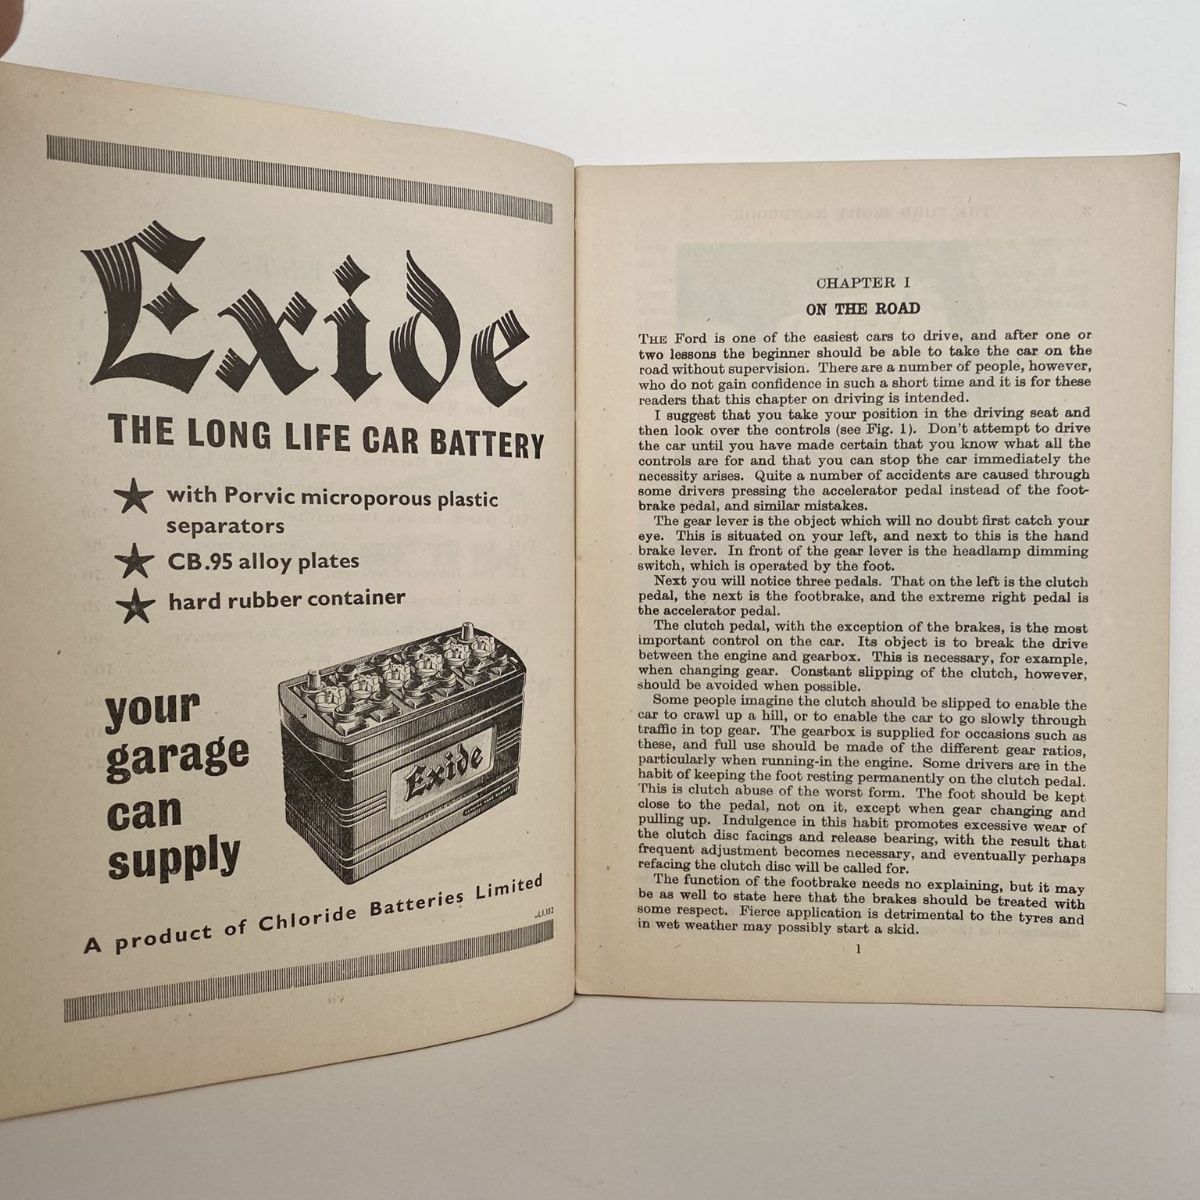 Exide
THE LONG LIFE CAR BATTERY
with Porvic microporous plastic
separators
CB.95 alloy plates
hard rubber container
your
garage
can
supply
Exide
A product of Chloride Batteries Limited
CHAPTER I
ON THE ROAD
THE Ford is one of the easiest cars to drive, and after one or
two lessons the beginner should be able to take the car on the
road without supervision. There are a number of people, however,
who do not gain confidence in such a short time and it is for these
readers that this chapter on driving is intended.
I suggest that you take your position in the driving seat and
then look over the controls (see Fig. 1). Don't attempt to drive
the car until you have made certain that you know what all the
controls are for and that you can stop the car immediately the
necessity arises. Quite a number of accidents are caused through
some drivers pressing the accelerator pedal instead of the foot-
brake pedal, and similar mistakes.
The gear lever is the object which will no doubt first catch your
eye. This is situated on your left, and next to this is the hand
brake lever. In front of the gear lever is the headlamp dimming
switch, which is operated by the foot.
Next you will notice three pedals. That on the left is the clutch
pedal, the next is the footbrake, and the extreme right pedal is
the accelerator pedal.
The clutch pedal, with the exception of the brakes, is the most
important control on the car. Its object is to break the drive
between the engine and gearbox. This is necessary, for example,
when changing gear. Constant slipping of the clutch, however,
should be avoided when possible.
Some people imagine the clutch should be slipped to enable the
car to crawl up a hill, or to enable the car to go slowly through
traffic in top gear. The gearbox is supplied for occasions such as
these, and full use should be made of the different gear ratios,
particularly when running-in the engine. Some drivers are in the
habit of keeping the foot resting permanently on the clutch pedal.
This is clutch abuse of the worst form. The foot should be kept
close to the pedal, not on it, except when gear changing and
pulling up. Indulgence in this habit promotes excessive wear of
the clutch disc facings and release bearing, with the result that
frequent adjustment becomes necessary, and eventually perhaps
refacing the clutch disc will be called for.
The function of the footbrake needs no explaining, but it may
be as well to state here that the brakes should be treated with
some respect. Fierce application is detrimental to the tyres and
in wet weather may possibly start a skid.
1